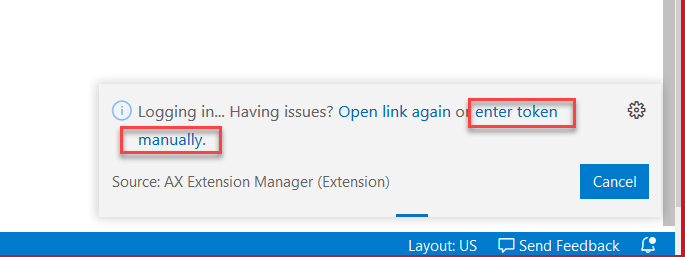 Logging in... Having issues? Open link again or enter token
manually.
Source: AX Extension Manager (Extension)
Cancel
Layout: US
Send Feedback